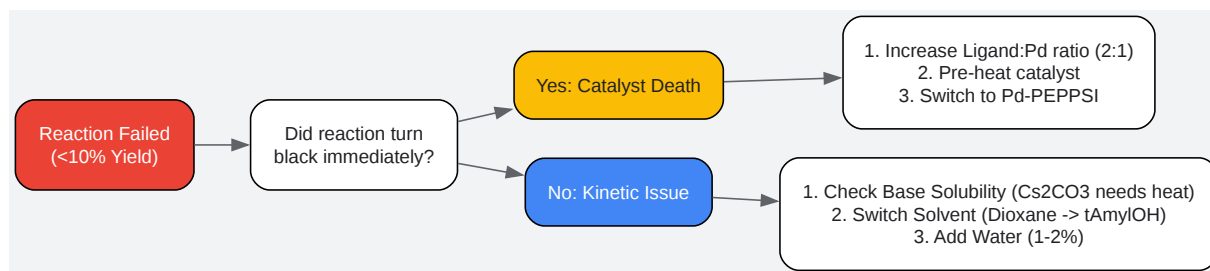 Reaction Failed
(<10% Yield)
Did reaction turn
black immediately?
Yes: Catalyst Death
1. Increase Ligand:Pd ratio (2:1)
2. Pre-heat catalyst
3. Switch to Pd-PEPPSI
No: Kinetic Issue
1. Check Base Solubility (Cs2CO3 needs heat)
2. Switch Solvent (Dioxane -> tAmylOH)
3. Add Water (1-2%)